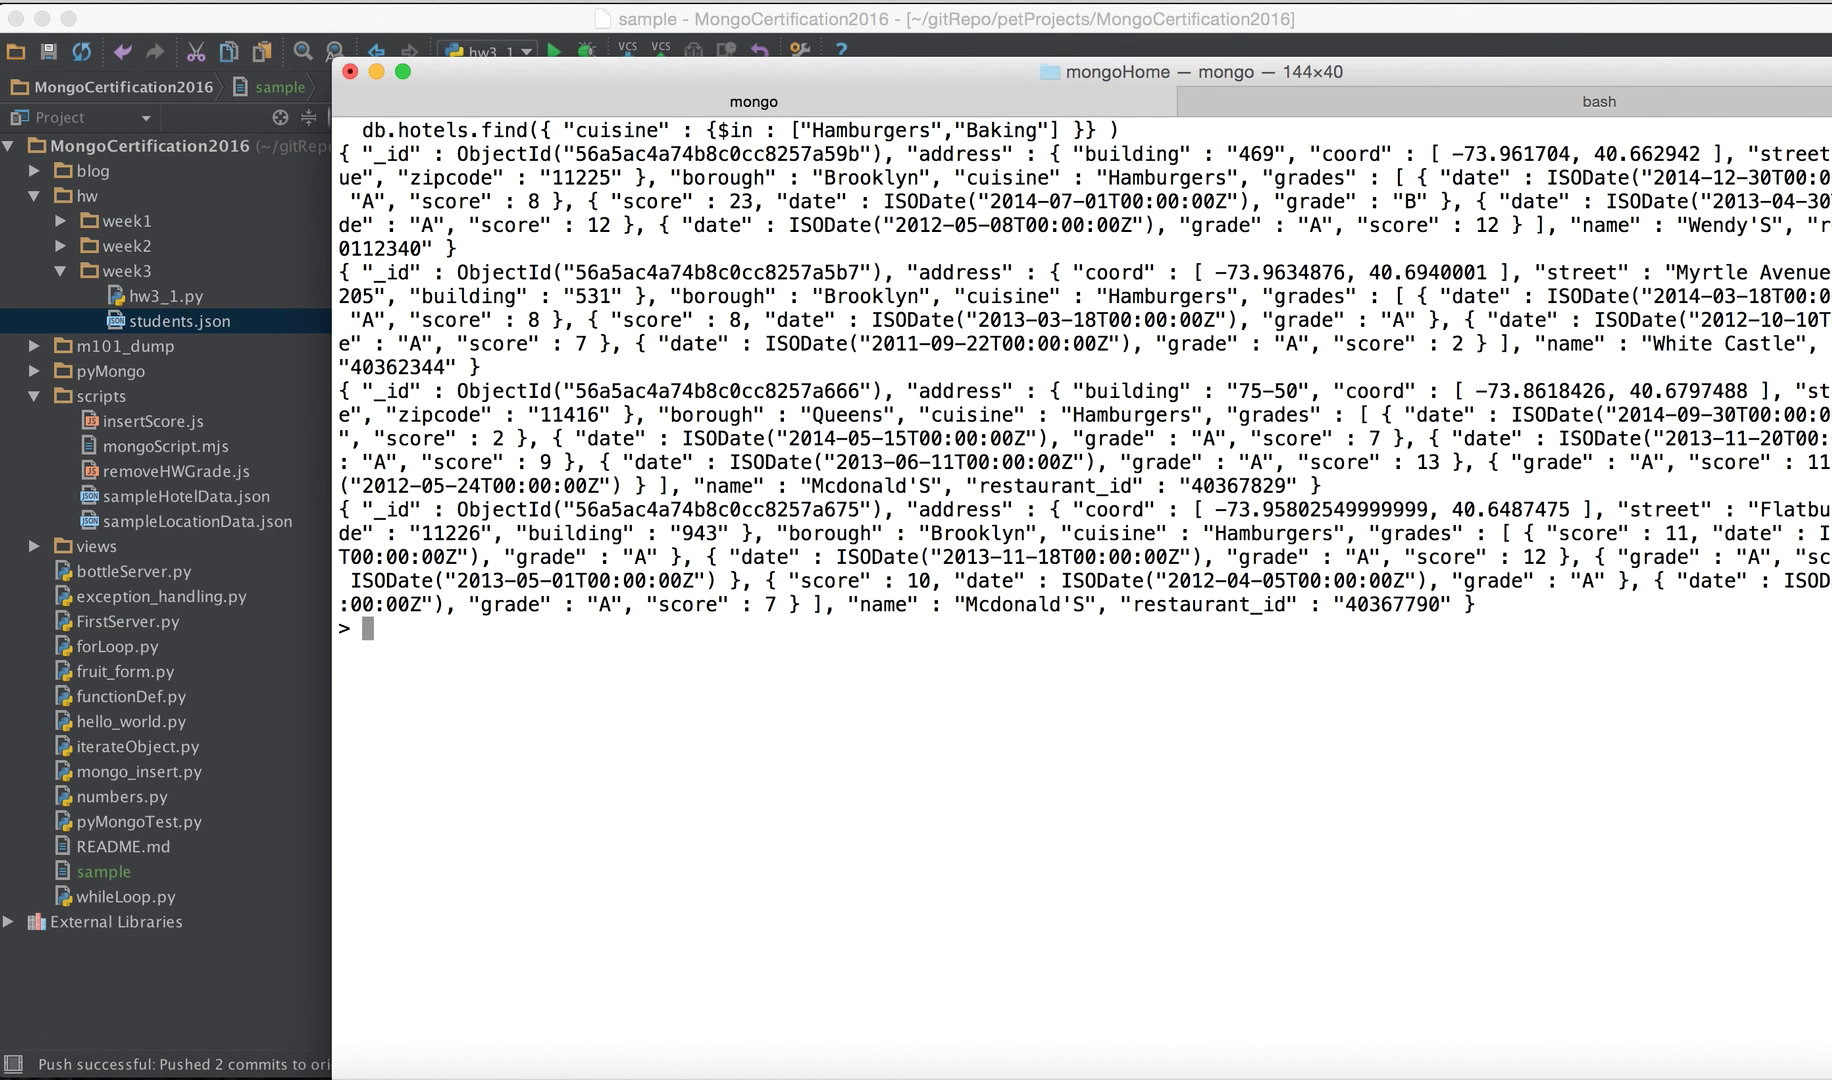 sample - MongoCertification2016 - [~/gitRepo/petProjects/MongoCertification2016]
hw3_1
VCS
VCS
?
MongoCertification2016
sample
Project
MongoCertification2016 (~/gitRepo
blog
hw
week1
week2
week3
hw3_1.py
students.json
m101_dump
pyMongo
scripts
insertScore.js
mongoScript.mjs
removeHWGrade.js
sampleHotelData.json
sampleLocationData.json
views
bottleServer.py
exception_handling.py
FirstServer.py
forLoop.py
fruit_form.py
functionDef.py
hello_world.py
iterateObject.py
mongo_insert.py
numbers.py
pyMongoTest.py
README.md
sample
whileLoop.py
External Libraries
Push successful: Pushed 2 commits to ori
mongoHome — mongo — 144×40
mongo
bash
db.hotels.find({ "cuisine" : {$in : ["Hamburgers","Baking"] }} )
{ "_id" : ObjectId("56a5ac4a74b8c0cc8257a59b"), "address" : { "building" : "469", "coord" : [ -73.961704, 40.662942 ], "street
ue", "zipcode" : "11225" }, "borough" : "Brooklyn", "cuisine" : "Hamburgers", "grades" : [ { "date" : ISODate("2014-12-30T00:0
"A", "score" : 8 }, { "score" : 23, "date" : ISODate("2014-07-01T00:00:00Z"), "grade" : "B" }, { "date" : ISODate("2013-04-30
de" : "A", "score" : 12 }, { "date" : ISODate("2012-05-08T00:00:00Z"), "grade" : "A", "score" : 12 } ], "name" : "Wendy'S", "r
0112340" }
{ "_id" : ObjectId("56a5ac4a74b8c0cc8257a5b7"), "address" : { "coord" : [ -73.9634876, 40.6940001 ], "street" : "Myrtle Avenue
205", "building" : "531" }, "borough" : "Brooklyn", "cuisine" : "Hamburgers", "grades" : [ { "date" : ISODate("2014-03-18T00:0
"A", "score" : 8 }, { "score" : 8, "date" : ISODate("2013-03-18T00:00:00Z"), "grade" : "A" }, { "date" : ISODate("2012-10-10T
e" : "A", "score" : 7 }, { "date" : ISODate("2011-09-22T00:00:00Z"), "grade" : "A", "score" : 2 } ], "name" : "White Castle",
"40362344" }
{ "_id" : ObjectId("56a5ac4a74b8c0cc8257a666"), "address" : { "building" : "75-50", "coord" : [ -73.8618426, 40.6797488 ], "st
e", "zipcode" : "11416" }, "borough" : "Queens", "cuisine" : "Hamburgers", "grades" : [ { "date" : ISODate("2014-09-30T00:00:0
", "score" : 2 }, { "date" : ISODate("2014-05-15T00:00:00Z"), "grade" : "A", "score" : 7 }, { "date" : ISODate("2013-11-20T00:
: "A", "score" : 9 }, { "date" : ISODate("2013-06-11T00:00:00Z"), "grade" : "A", "score" : 13 }, { "grade" : "A", "score" : 11
("2012-05-24T00:00:00Z") } ], "name" : "Mcdonald'S", "restaurant_id" : "40367829" }
{ "_id" : ObjectId("56a5ac4a74b8c0cc8257a675"), "address" : { "coord" : [ -73.95802549999999, 40.6487475 ], "street" : "Flatbu
de" : "11226", "building" : "943" }, "borough" : "Brooklyn", "cuisine" : "Hamburgers", "grades" : [ { "score" : 11, "date" : I
T00:00:00Z"), "grade" : "A" }, { "date" : ISODate("2013-11-18T00:00:00Z"), "grade" : "A", "score" : 12 }, { "grade" : "A", "sc
ISODate("2013-05-01T00:00:00Z") }, { "score" : 10, "date" : ISODate("2012-04-05T00:00:00Z"), "grade" : "A" }, { "date" : ISOD
:00:00Z"), "grade" : "A", "score" : 7 } ], "name" : "Mcdonald'S", "restaurant_id" : "40367790" }
>